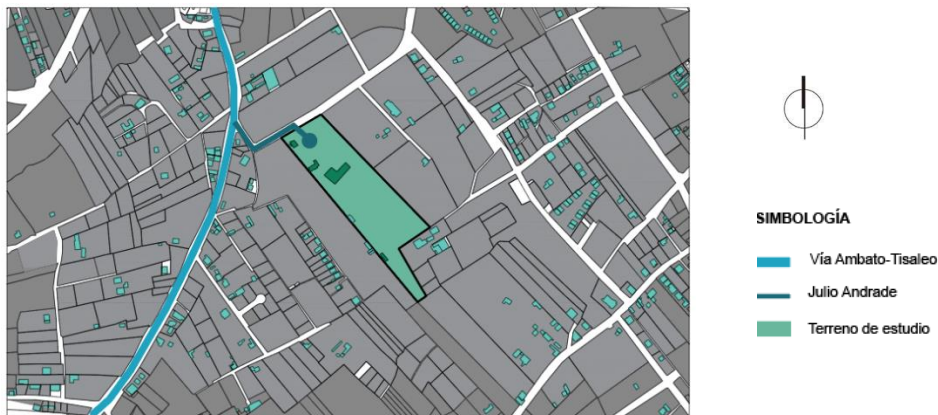 SIMBOLOGÍA
Vía Ambato-Tisaleo
Julio Andrade
Terreno de estudio